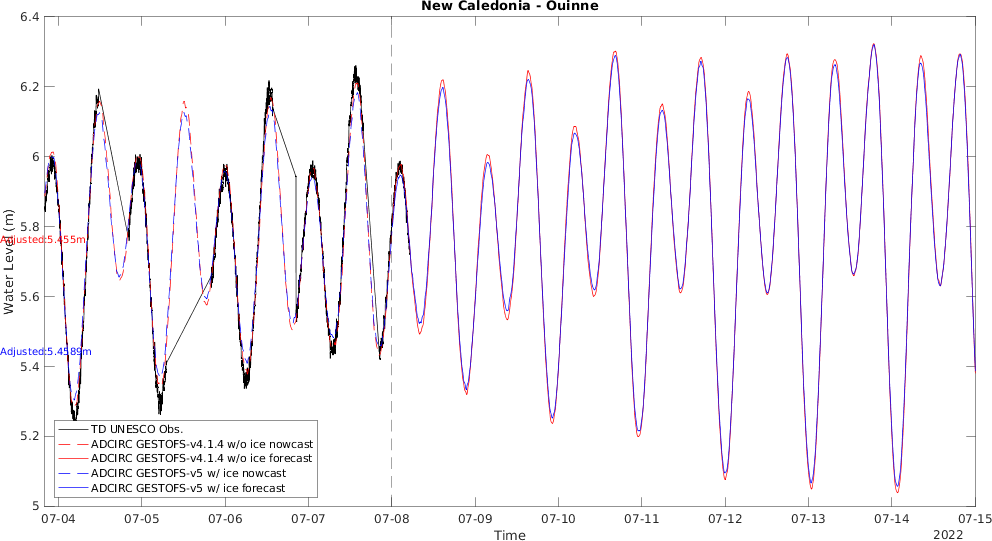 New Caledonia - Ouinne
6.4
6.2
6
5.8
5.6
5.4
5.2
5
Water Level (m)
Adjusted:5.455m
Adjusted:5.4589m
TD UNESCO Obs.
ADCIRC GESTOFS-v4.1.4 w/o ice nowcast
ADCIRC GESTOFS-v4.1.4 w/o ice forecast
ADCIRC GESTOFS-v5 w/ ice nowcast
ADCIRC GESTOFS-v5 w/ ice forecast
07-04 07-05 07-06 07-07 07-08 07-09 07-10 07-11 07-12 07-13 07-14 07-15
Time
2022